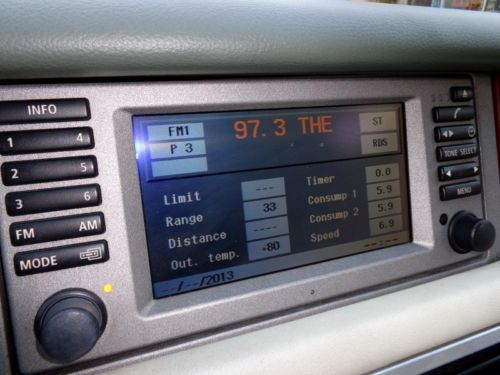 INFO
1 4
2 5
3 6
FM AM
MODE
FM1
P 3
97.3 THE
ST
RDS
Limit ---
Range 33
Distance ---
Out. temp. +80
Timer 0.0
Consump 1 5.9
Consump 2 5.9
Speed 6.9
--/--/2013
--:--
TONE SELECT
MENU